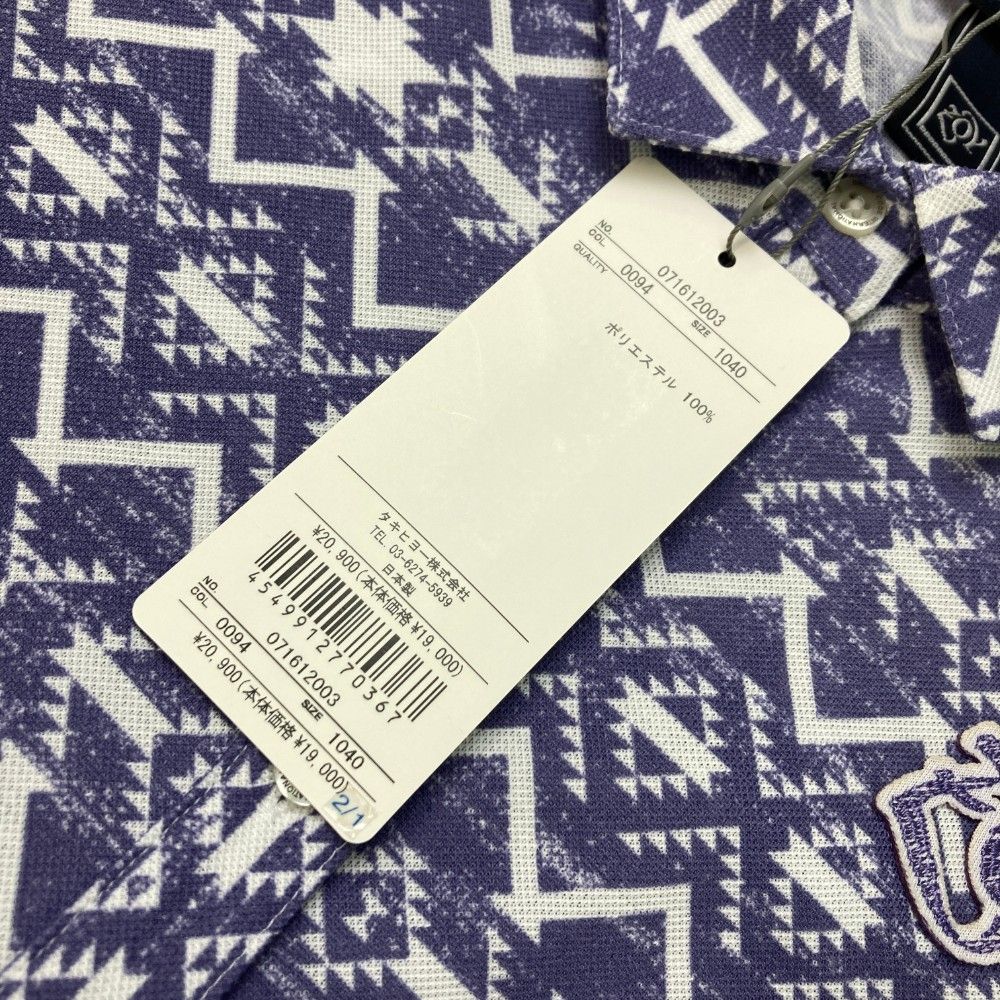 NO. 071612003
COL 0094 SIZE 1040
QUALITY
ポリエステル 100%
タキヒヨー株式会社
TEL 03-6274-5939
日本製
¥20,900(本体価格¥19,000)
4549912770367
NO. 071612003
COL 0094 SIZE 1040
¥20,900(本体価格¥19,000)
2/1